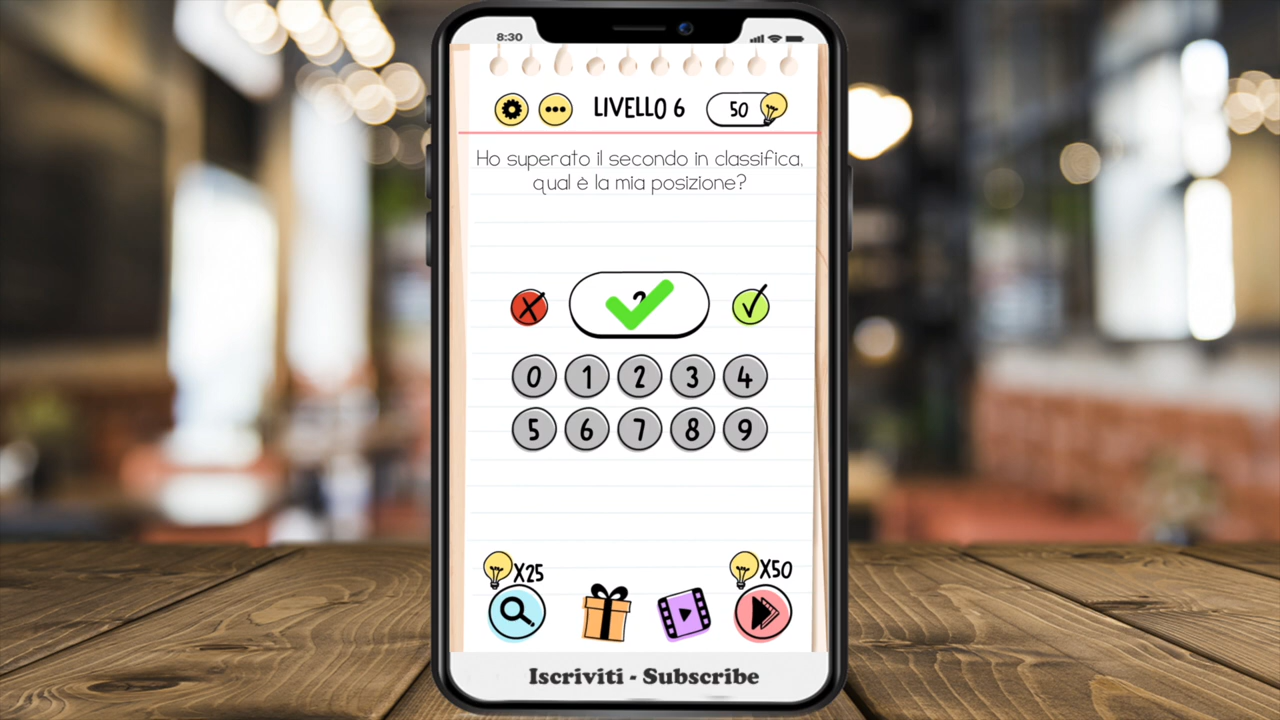 8:30
LIVELLO 6
50
Ho superato il secondo in classifica,
qual è la mia posizione?
0 1 2 3 4
5 6 7 8 9
X25
X50
Iscriviti - Subscribe